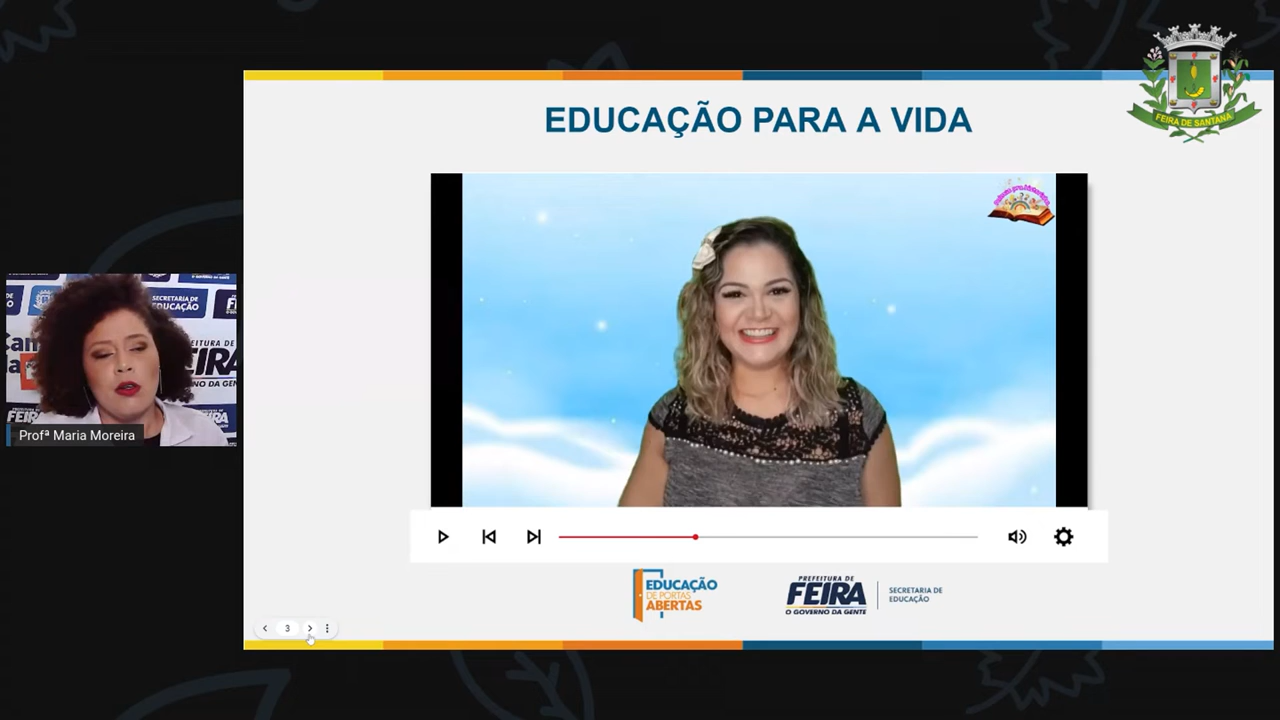 FEIRA DE SANTANA
EDUCAÇÃO PARA A VIDA
SECRETARIA DE
EDUCAÇÃO
FEIRA
Profª Maria Moreira
EDUCAÇÃO
DE PORTAS
ABERTAS
PREFEITURA DE
FEIRA
O GOVERNO DA GENTE
SECRETARIA DE
EDUCAÇÃO
3